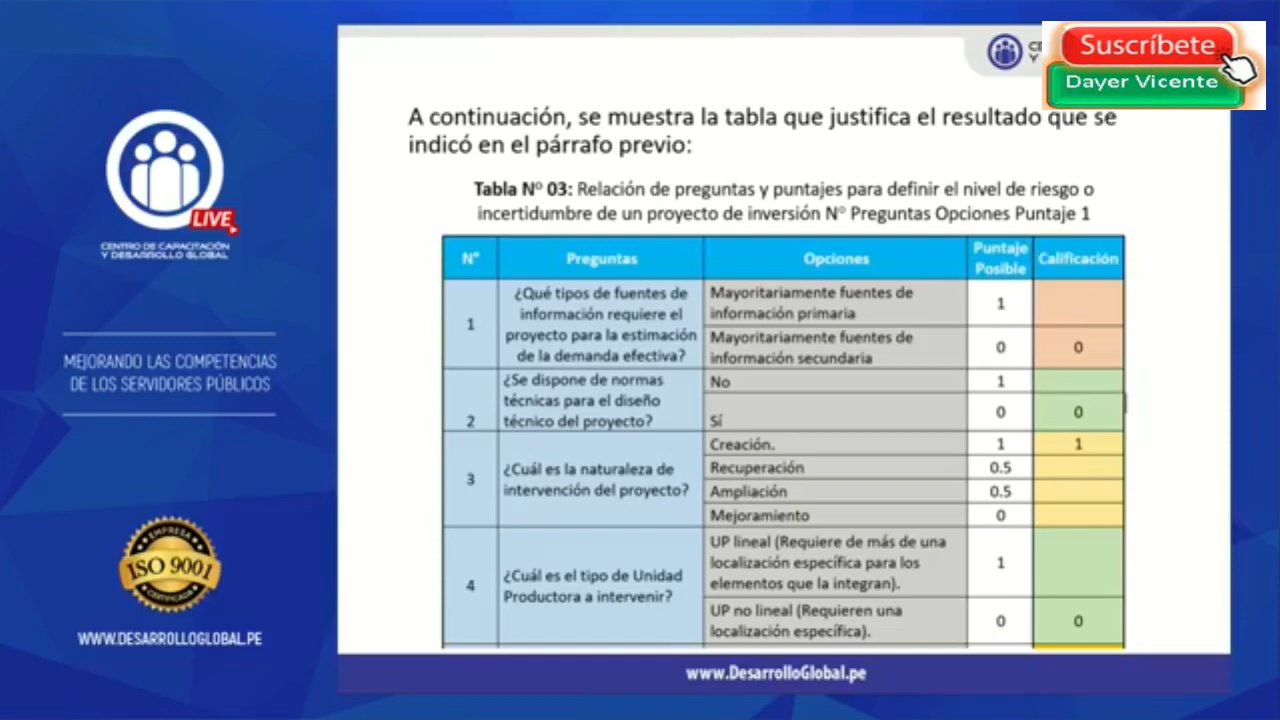 Suscríbete
Dayer Vicente
LIVE
CENTRO DE CAPACITACIÓN
Y DESARROLLO GLOBAL
MEJORANDO LAS COMPETENCIAS
DE LOS SERVIDORES PÚBLICOS
EMPRESA
ISO 9001
CERTIFICADA
WWW.DESARROLLOGLOBAL.PE
A continuación, se muestra la tabla que justifica el resultado que se
indicó en el párrafo previo:
Tabla N° 03: Relación de preguntas y puntajes para definir el nivel de riesgo o
incertidumbre de un proyecto de inversión N° Preguntas Opciones Puntaje 1
N° Preguntas Opciones Puntaje Posible Calificación
1
¿Qué tipos de fuentes de
información requiere el
proyecto para la estimación
de la demanda efectiva?
Mayoritariamente fuentes de
información primaria
1
Mayoritariamente fuentes de
información secundaria
0 0
2
¿Se dispone de normas
técnicas para el diseño
técnico del proyecto?
No 1
Sí 0 0
3
¿Cuál es la naturaleza de
intervención del proyecto?
Creación. 1 1
Recuperación 0.5
Ampliación 0.5
Mejoramiento 0
4
¿Cuál es el tipo de Unidad
Productora a intervenir?
UP lineal (Requiere de más de una
localización específica para los
elementos que la integran).
1
UP no lineal (Requieren una
localización específica).
0 0
www.DesarrolloGlobal.pe